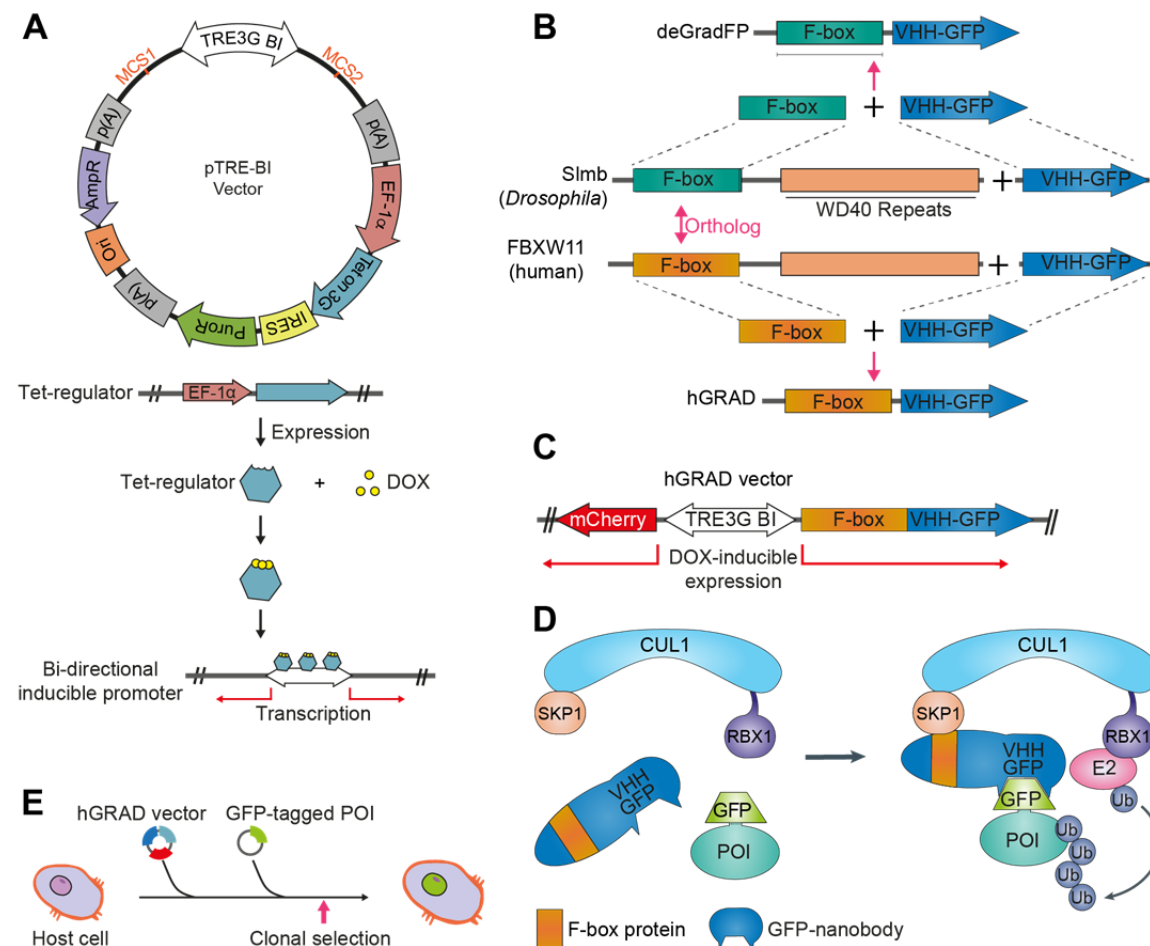 A
TRE3G BI
MCS1
MCS2
p(A)
p(A)
AmpR
pTRE-BI
Vector
EF-1α
Ori
Tet on 3G
p(A)
IRES
PuroR
Tet-regulator
EF-1α
Expression
Tet-regulator
+
DOX
Bi-directional
inducible promoter
Transcription
B
deGradFP
F-box
VHH-GFP
F-box
+
VHH-GFP
Slmb
(Drosophila)
F-box
+
VHH-GFP
WD40 Repeats
Ortholog
FBXW11
(human)
F-box
+
VHH-GFP
F-box
+
VHH-GFP
hGRAD
F-box
VHH-GFP
C
hGRAD vector
mCherry
TRE3G BI
F-box
VHH-GFP
DOX-inducible
expression
D
CUL1
SKP1
RBX1
VHH
GFP
GFP
POI
CUL1
SKP1
RBX1
VHH
GFP
E2
GFP
Ub
POI
Ub
Ub
Ub
Ub
F-box protein
GFP-nanobody
E
hGRAD vector
GFP-tagged POI
Host cell
Clonal selection